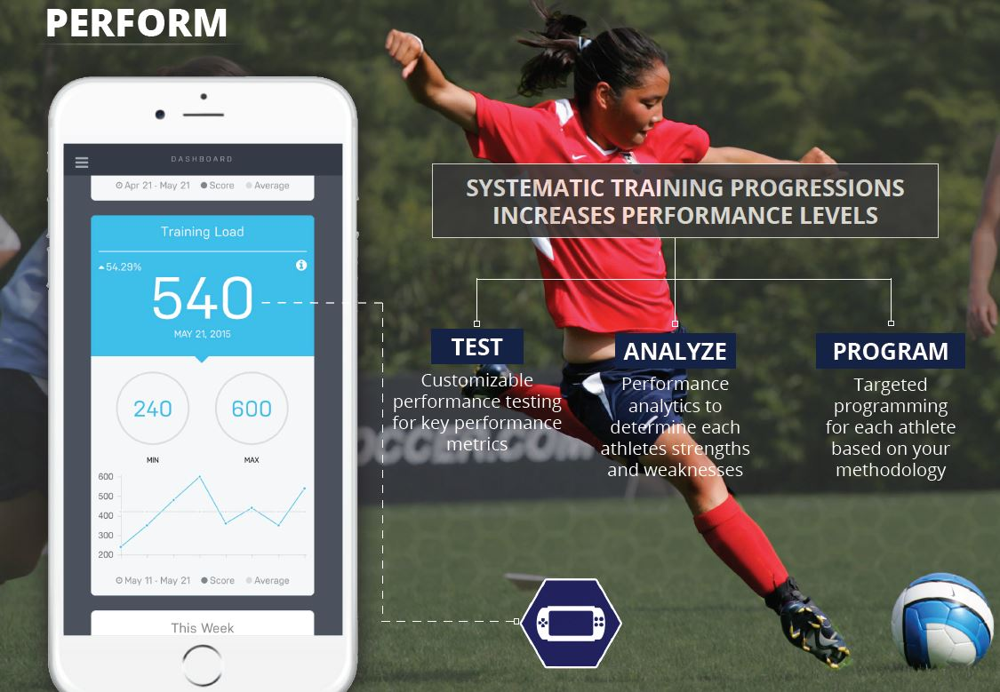 PERFORM
DASHBOARD
Apr 21 - May 21 Score Average
Training Load
54.29%
540
MAY 21, 2015
240
600
MIN
MAX
600
500
400
300
200
May 11 - May 21 Score Average
This Week
SYSTEMATIC TRAINING PROGRESSIONS
INCREASES PERFORMANCE LEVELS
TEST
Customizable
performance testing
for key performance
metrics
ANALYZE
Performance
analytics to
determine each
athletes strengths
and weaknesses
PROGRAM
Targeted
programming
for each athlete
based on your
methodology
SOCCER.COM